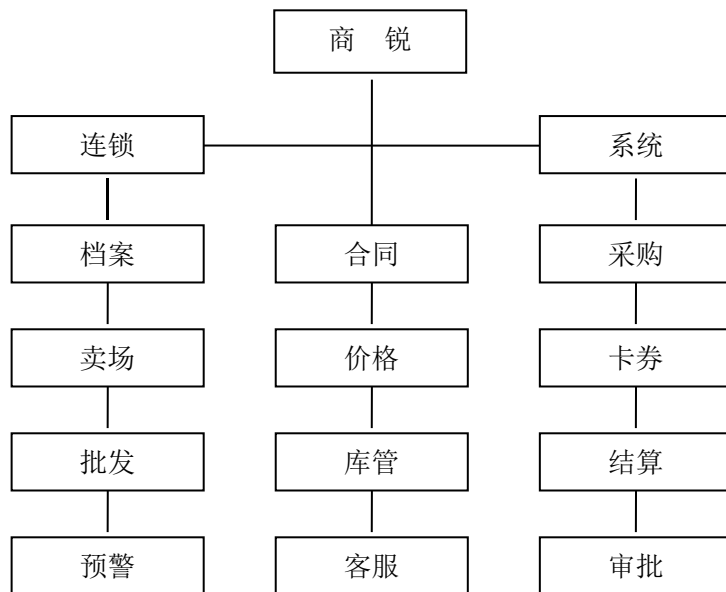 商 锐
连锁
系统
档案
合同
采购
卖场
价格
卡券
批发
库管
结算
预警
客服
审批